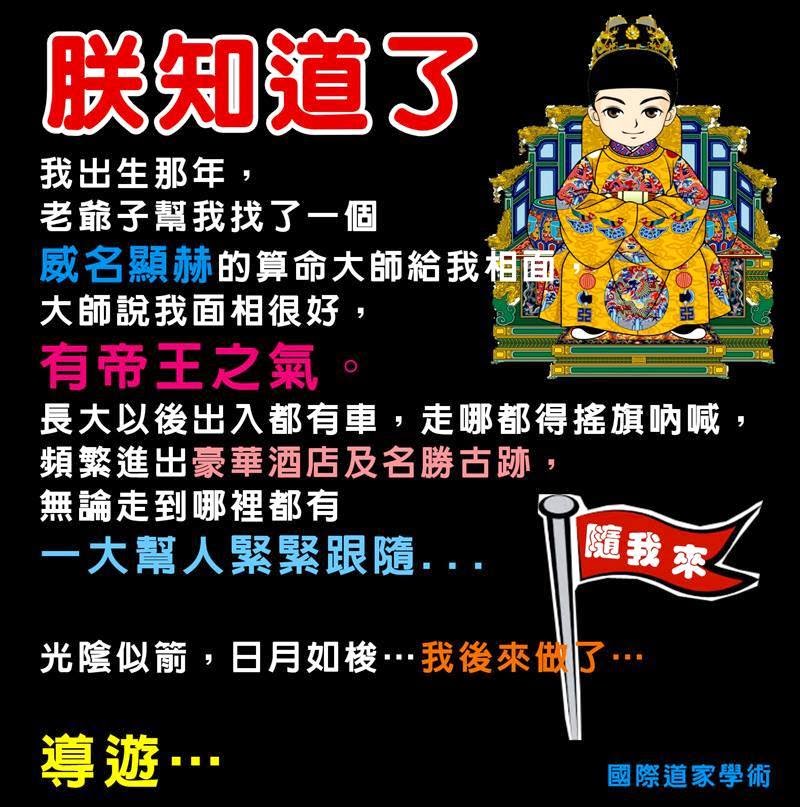 朕知道了
我出生那年，
老爺子幫我找了一個
威名顯赫的算命大師給我相面，
大師說我面相很好，
有帝王之氣。
長大以後出入都有車，走哪都得搖旗吶喊，
頻繁進出豪華酒店及名勝古跡，
無論走到哪裡都有
一大幫人緊緊跟隨...
隨我來
光陰似箭，日月如梭…我後來做了…
導遊…
國際道家學術